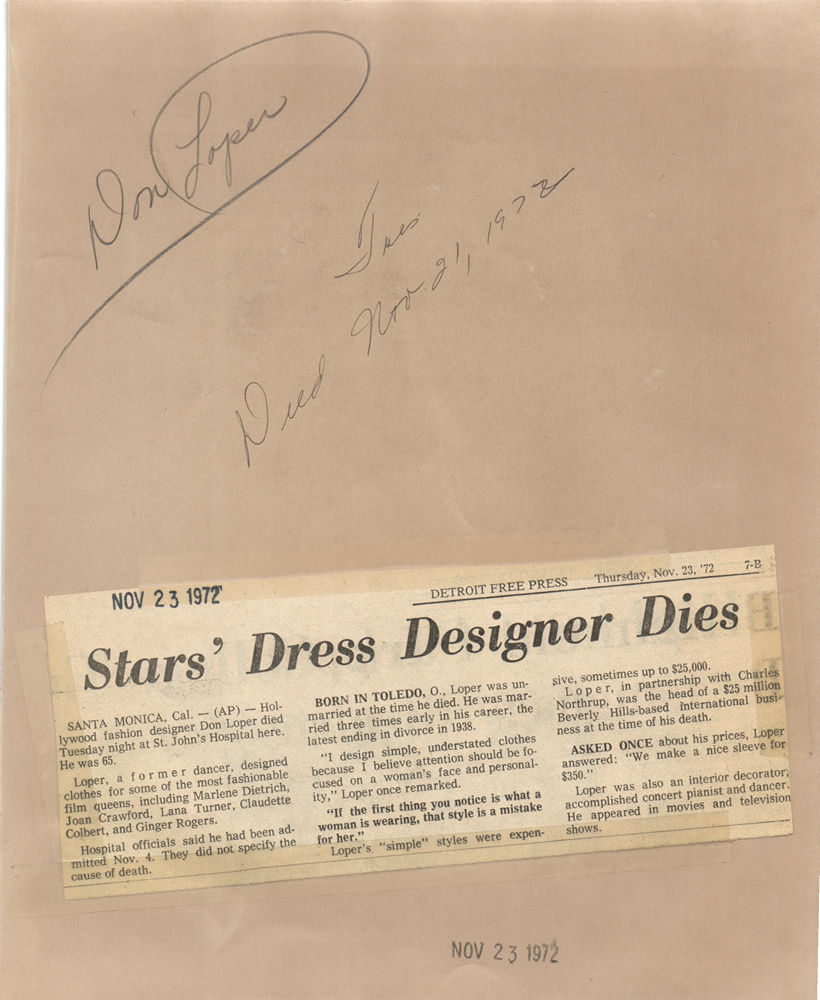 Don Loper
Tues
Died Nov. 21, 1972
NOV 23 1972
DETROIT FREE PRESS Thursday, Nov. 23, '72 7-B
Stars' Dress Designer Dies
SANTA MONICA, Cal. — (AP) — Hol-
lywood fashion designer Don Loper died
Tuesday night at St. John's Hospital here.
He was 65.
Loper, a former dancer, designed
clothes for some of the most fashionable
film queens, including Marlene Dietrich,
Joan Crawford, Lana Turner, Claudette
Colbert, and Ginger Rogers.
Hospital officials said he had been ad-
mitted Nov. 4. They did not specify the
cause of death.
BORN IN TOLEDO, O., Loper was un-
married at the time he died. He was mar-
ried three times early in his career, the
latest ending in divorce in 1938.
"I design simple, understated clothes
because I believe attention should be fo-
cused on a woman's face and personal-
ity," Loper once remarked.
"If the first thing you notice is what a
woman is wearing, that style is a mistake
for her."
Loper's "simple" styles were expen-
sive, sometimes up to $25,000.
Loper, in partnership with Charles
Northrup, was the head of a $25 million
Beverly Hills-based international busi-
ness at the time of his death.
ASKED ONCE about his prices, Loper
answered: "We make a nice sleeve for
$350."
Loper was also an interior decorator,
accomplished concert pianist and dancer.
He appeared in movies and television
shows.
NOV 23 1972